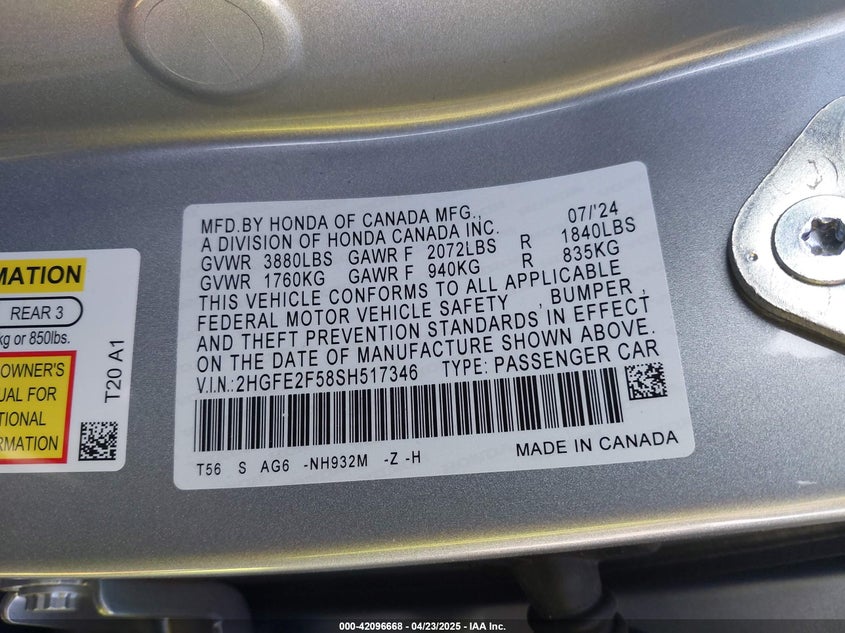 MATION
REAR 3
kg or 850lbs.
OWNER'S
UAL FOR
TIONAL
RMATION
T20 A1
MFD.BY HONDA OF CANADA MFG., 07/'24
A DIVISION OF HONDA CANADA INC.
GVWR 3880LBS GAWR F 2072LBS R 1840LBS
GVWR 1760KG GAWR F 940KG R 835KG
THIS VEHICLE CONFORMS TO ALL APPLICABLE
FEDERAL MOTOR VEHICLE SAFETY , BUMPER ,
AND THEFT PREVENTION STANDARDS IN EFFECT
ON THE DATE OF MANUFACTURE SHOWN ABOVE.
V.I.N.:2HGFE2F58SH517346 TYPE: PASSENGER CAR
T56 S AG6 -NH932M -Z -H MADE IN CANADA
3
000-42096668 - 04/23/2025 - IAA Inc.